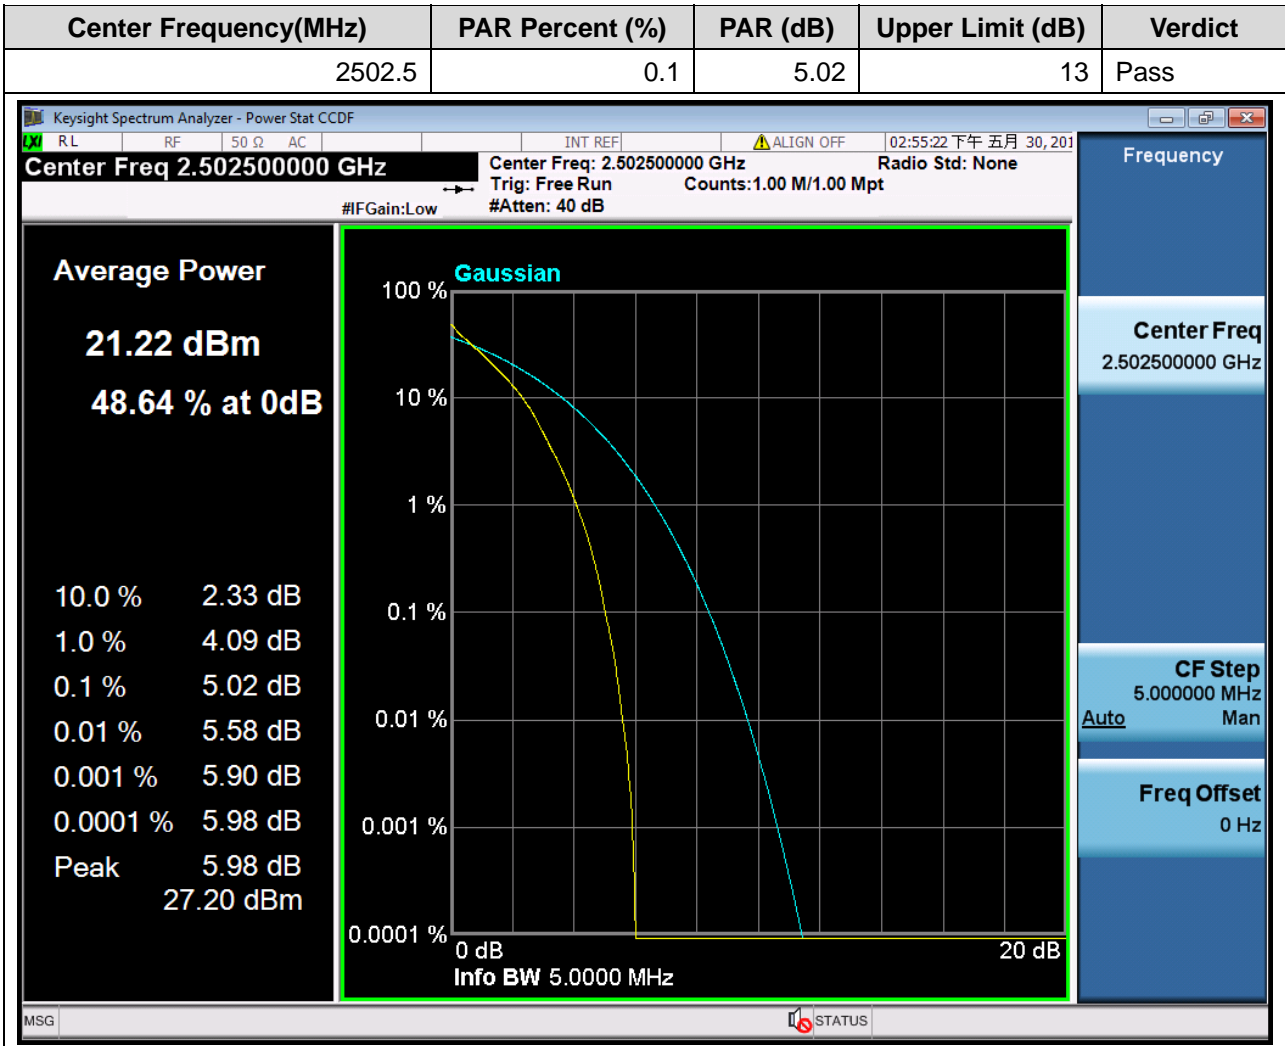 Center Frequency(MHz) PAR Percent (%) PAR (dB) Upper Limit (dB) Verdict
2502.5 0.1 5.02 13 Pass
Keysight Spectrum Analyzer - Power Stat CCDF
LXI RL RF 50 Ω AC INT REF ALIGN OFF 02:55:22 下午 五月 30, 201
Center Freq 2.502500000 GHz
Center Freq: 2.502500000 GHz Radio Std: None
Trig: Free Run Counts:1.00 M/1.00 Mpt
#IFGain:Low #Atten: 40 dB
Average Power
21.22 dBm
48.64 % at 0dB
10.0 % 2.33 dB
1.0 % 4.09 dB
0.1 % 5.02 dB
0.01 % 5.58 dB
0.001 % 5.90 dB
0.0001 % 5.98 dB
Peak 5.98 dB
27.20 dBm
Gaussian
100 %
10 %
1 %
0.1 %
0.01 %
0.001 %
0.0001 %
0 dB 20 dB
Info BW 5.0000 MHz
Frequency
Center Freq
2.502500000 GHz
CF Step
5.000000 MHz
Auto Man
Freq Offset
0 Hz
MSG STATUS